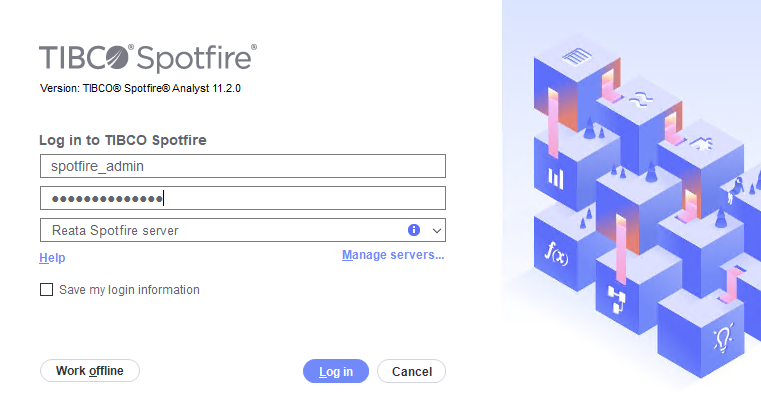 TIBCO® Spotfire®
Version: TIBCO® Spotfire® Analyst 11.2.0
Log in to TIBCO Spotfire
spotfire_admin
●●●●●●●●●●●●●●
Reata Spotfire server
Help
Manage servers...
Save my login information
Work offline
Log in
Cancel
f(x)